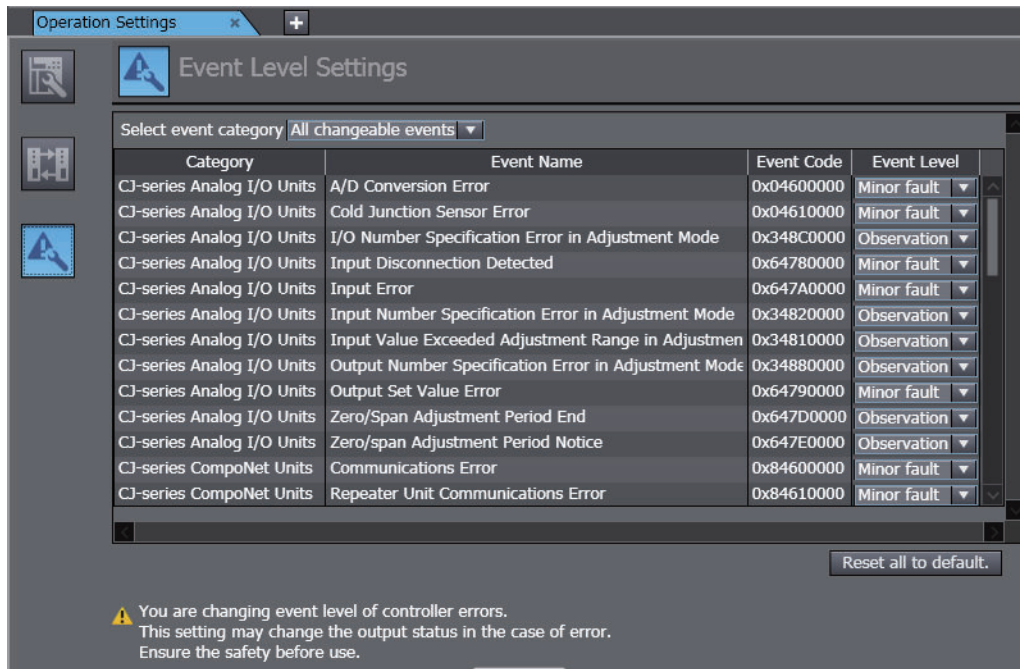 Operation Settings
Event Level Settings
Select event category All changeable events
Category Event Name Event Code Event Level
CJ-series Analog I/O Units A/D Conversion Error 0x04600000 Minor fault
CJ-series Analog I/O Units Cold Junction Sensor Error 0x04610000 Minor fault
CJ-series Analog I/O Units I/O Number Specification Error in Adjustment Mode 0x348C0000 Observation
CJ-series Analog I/O Units Input Disconnection Detected 0x64780000 Minor fault
CJ-series Analog I/O Units Input Error 0x647A0000 Minor fault
CJ-series Analog I/O Units Input Number Specification Error in Adjustment Mode 0x34820000 Observation
CJ-series Analog I/O Units Input Value Exceeded Adjustment Range in Adjustmen 0x34810000 Observation
CJ-series Analog I/O Units Output Number Specification Error in Adjustment Mode 0x34880000 Observation
CJ-series Analog I/O Units Output Set Value Error 0x64790000 Minor fault
CJ-series Analog I/O Units Zero/Span Adjustment Period End 0x647D0000 Observation
CJ-series Analog I/O Units Zero/span Adjustment Period Notice 0x647E0000 Observation
CJ-series CompoNet Units Communications Error 0x84600000 Minor fault
CJ-series CompoNet Units Repeater Unit Communications Error 0x84610000 Minor fault
Reset all to default.
You are changing event level of controller errors.
This setting may change the output status in the case of error.
Ensure the safety before use.